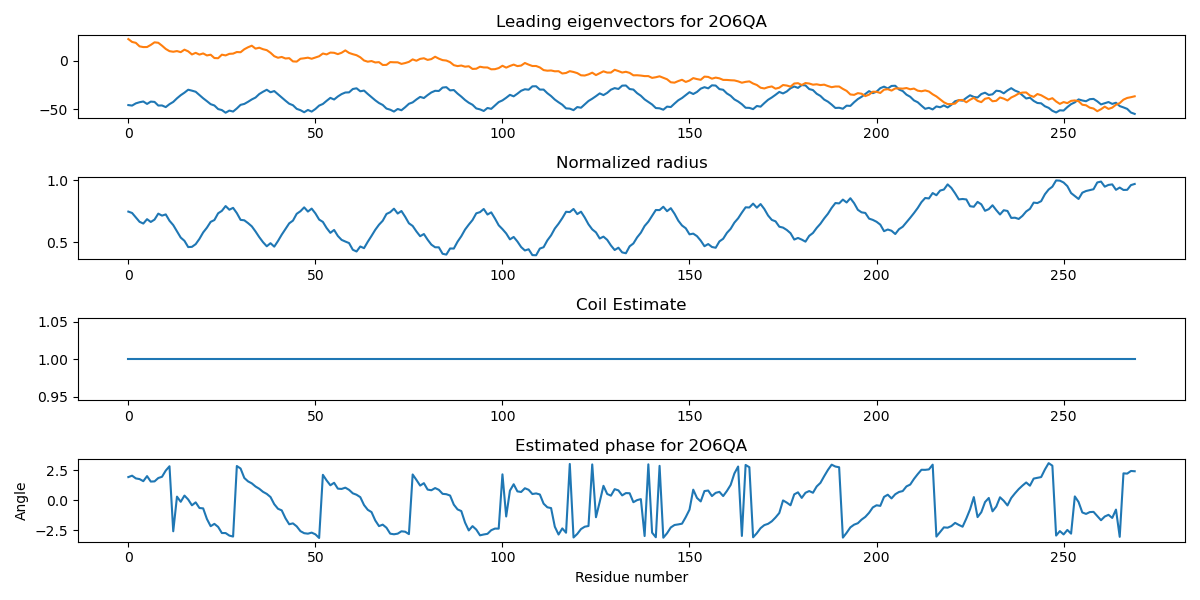 Leading eigenvectors for 2O6QA
0
−50
0 50 100 150 200 250
Normalized radius
1.0
0.5
0 50 100 150 200 250
Coil Estimate
1.05
1.00
0.95
0 50 100 150 200 250
Estimated phase for 2O6QA
Angle
2.5
0.0
−2.5
0 50 100 150 200 250
Residue number